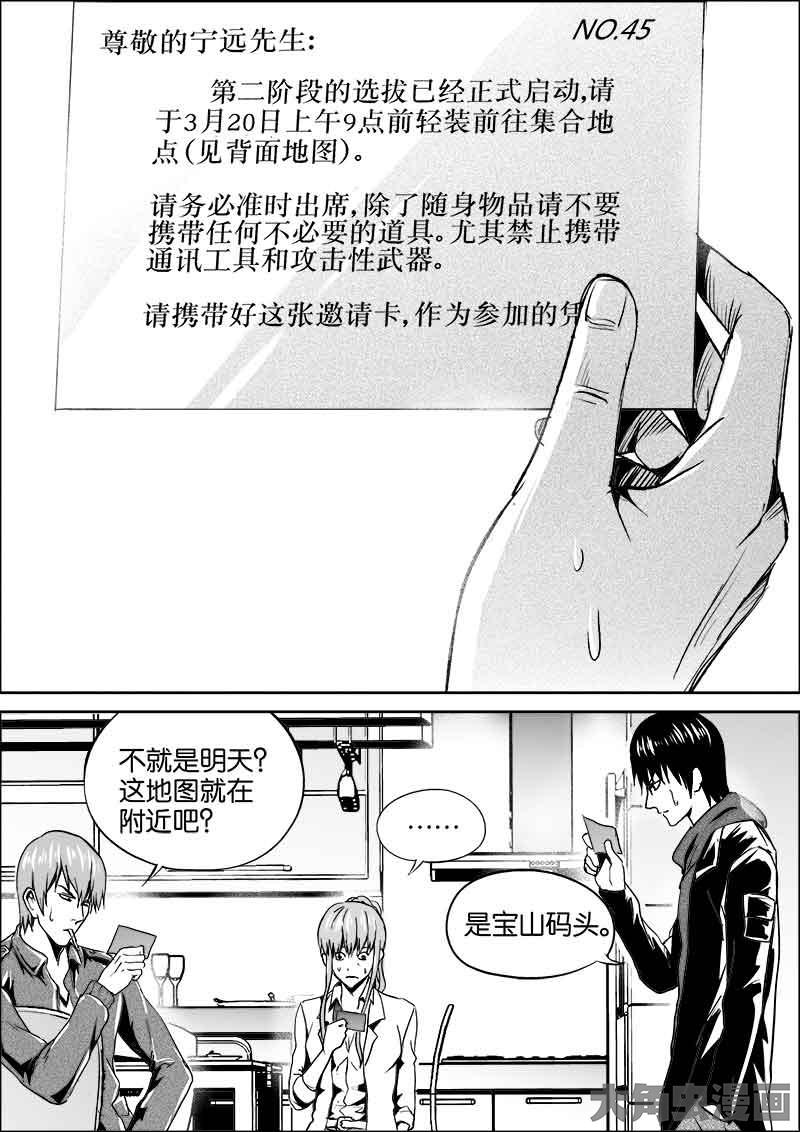 NO.45
尊敬的宁远先生:
第二阶段的选拔已经正式启动,请
于3月20日上午9点前轻装前往集合地
点(见背面地图)。
请务必准时出席,除了随身物品请不要
携带任何不必要的道具。尤其禁止携带
通讯工具和攻击性武器。
请携带好这张邀请卡,作为参加的凭
不就是明天?
这地图就在
附近吧?
……
是宝山码头。
大角虫漫画